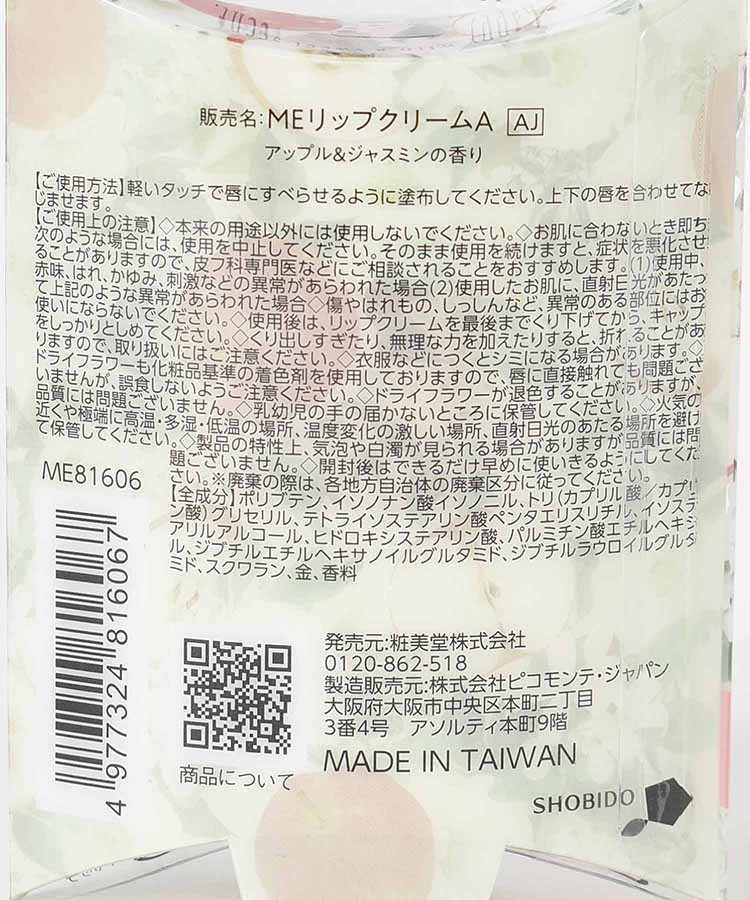 販売名:MEリップクリームA AJ
アップル&ジャスミンの香り
【ご使用方法】軽いタッチで唇にすべらせるように塗布してください。上下の唇を合わせてな
じませます。
【ご使用上の注意】◇本来の用途以外には使用しないでください。◇お肌に合わないとき即ち
次のような場合には、使用を中止してください。そのまま使用を続けますと、症状を悪化させ
ることがありますので、皮フ科専門医などにご相談されることをおすすめします。(1)使用中、
赤味、はれ、かゆみ、刺激などの異常があらわれた場合(2)使用したお肌に、直射日光があたっ
て上記のような異常があらわれた場合◇傷やはれもの、しっしんなど、異常のある部位にはお
使いにならないでください。◇使用後は、リップクリームを最後までくり下げてから、キャップ
をしっかりとしめてください。◇くり出しすぎたり、無理な力を加えたりすると、折れることがあ
りますので、取り扱いにはご注意ください。◇衣服などにつくとシミになる場合があります。◇
ドライフラワーも化粧品基準の着色剤を使用しておりますので、唇に直接触れても問題ござ
いませんが、誤食しないようご注意ください。◇ドライフラワーが退色することがありますが、
品質には問題ございません。◇乳幼児の手の届かないところに保管してください。◇火気の
近くや極端に高温・多湿・低温の場所、温度変化の激しい場所、直射日光のあたる場所を避け
て保管してください。◇製品の特性上、気泡や白濁が見られる場合がありますが品質には問
題ございません。◇開封後はできるだけ早めに使いきるようにしてくだ
さい。※廃棄の際は、各地方自治体の廃棄区分に従ってください。
【全成分】ポリブテン、イソノナン酸イソノニル、トリ(カプリル酸/カプリ
ン酸)グリセリル、テトライソステアリン酸ペンタエリスリチル、イソステ
アリルアルコール、ヒドロキシステアリン酸、パルミチン酸エチルヘキシ
ル、ジブチルエチルヘキサノイルグルタミド、ジブチルラウロイルグルタ
ミド、スクワラン、金、香料
ME81606
4 977324 816067
商品について
発売元:粧美堂株式会社
0120-862-518
製造販売元:株式会社ピコモンテ・ジャパン
大阪府大阪市中央区本町二丁目
3番4号 アソルティ本町9階
MADE IN TAIWAN
SHOBIDO